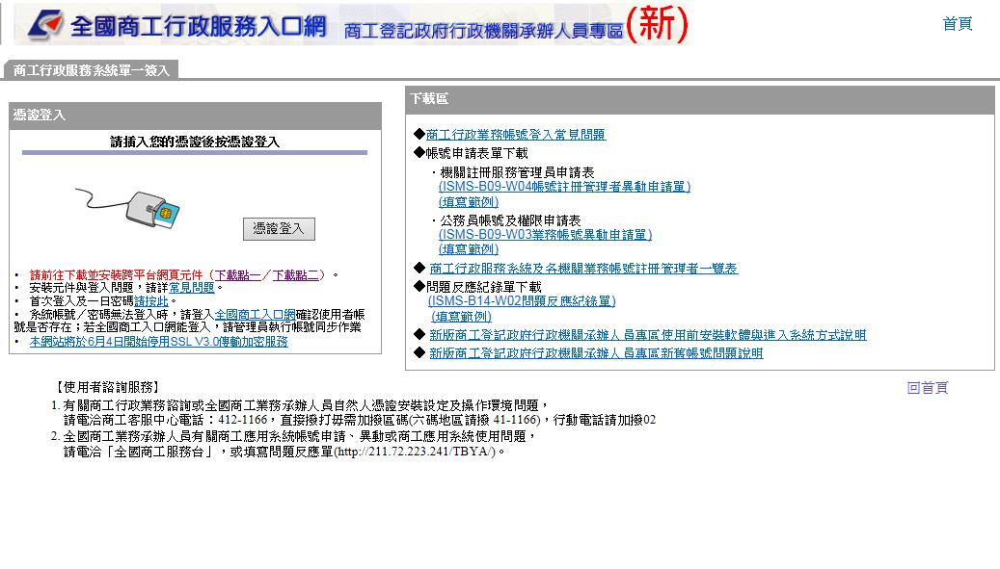 全國商工行政服務入口網 商工登記政府行政機關承辦人員專區(新)
首頁
商工行政服務系統單一簽入
憑證登入
請插入您的憑證後按憑證登入
憑證登入
• 請前往下載並安裝跨平台網頁元件（下載點一／下載點二）。
• 安裝元件與登入問題，請詳常見問題。
• 首次登入及一日密碼請按此。
• 系統帳號／密碼無法登入時，請登入全國商工入口網確認使用者帳
號是否存在；若全國商工入口網能登入，請管理員執行帳號同步作業
• 本網站將於6月4日開始停用SSL V3.0傳輸加密服務
下載區
◆商工行政業務帳號登入常見問題
◆帳號申請表單下載
．機關註冊服務管理員申請表
(ISMS-B09-W04帳號註冊管理者異動申請單)
(填寫範例)
．公務員帳號及權限申請表
(ISMS-B09-W03業務帳號異動申請單)
(填寫範例)
◆ 商工行政服務系統及各機關業務帳號註冊管理者一覽表
◆問題反應紀錄單下載
(ISMS-B14-W02問題反應紀錄單)
(填寫範例)
◆ 新版商工登記政府行政機關承辦人員專區使用前安裝軟體與進入系統方式說明
◆ 新版商工登記政府行政機關承辦人員專區新舊帳號問題說明
【使用者諮詢服務】
回首頁
1. 有關商工行政業務諮詢或全國商工業務承辦人員自然人憑證安裝設定及操作環境問題，
請電洽商工客服中心電話：412-1166，直接撥打毋需加撥區碼(六碼地區請撥 41-1166)，行動電話請加撥02
2. 全國商工業務承辦人員有關商工應用系統帳號申請、異動或商工應用系統使用問題，
請電洽「全國商工服務台」，或填寫問題反應單(http://211.72.223.241/TBYA/)。